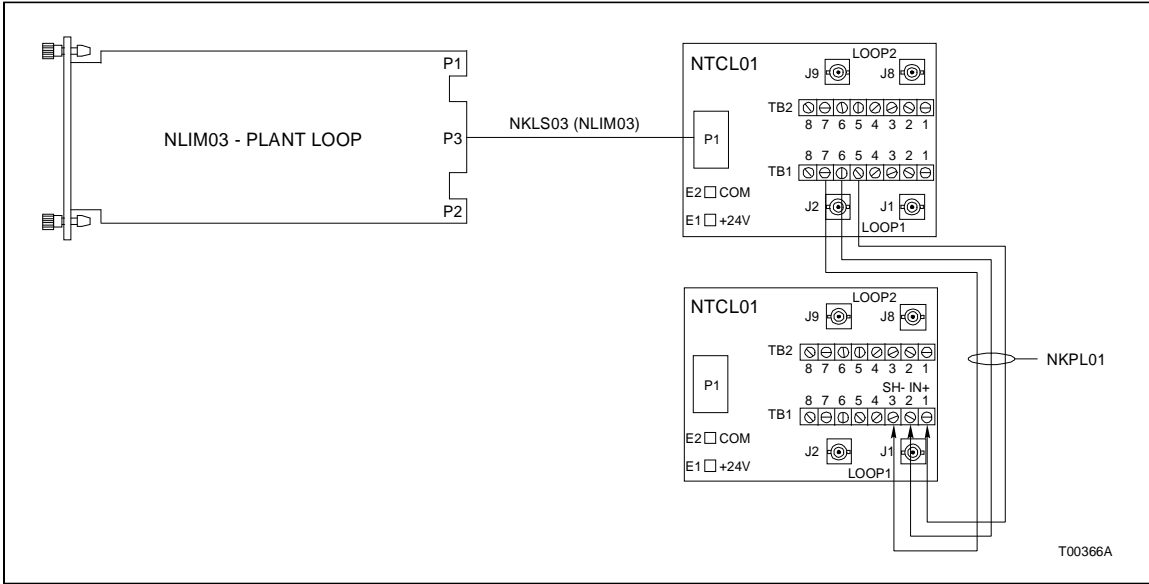 P1
NLIM03 - PLANT LOOP
P3
P2
NKLS03 (NLIM03)
NTCL01
LOOP2
J9
J8
TB2
8 7 6 5 4 3 2 1
P1
8 7 6 5 4 3 2 1
TB1
E2 COM
J2
J1
E1 +24V
LOOP1
NTCL01
LOOP2
J9
J8
TB2
8 7 6 5 4 3 2 1
P1
SH- IN+
8 7 6 5 4 3 2 1
TB1
E2 COM
J2
J1
E1 +24V
LOOP1
NKPL01
T00366A